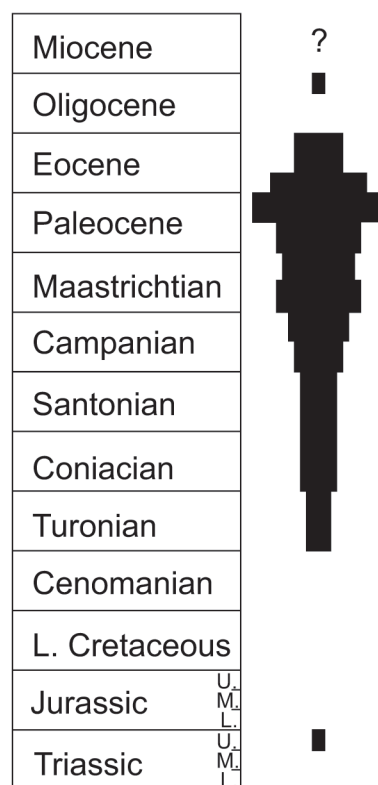 Miocene ?
Oligocene
Eocene
Paleocene
Maastrichtian
Campanian
Santonian
Coniacian
Turonian
Cenomanian
L. Cretaceous
Jurassic U.
M.
L.
Triassic U.
M.
L